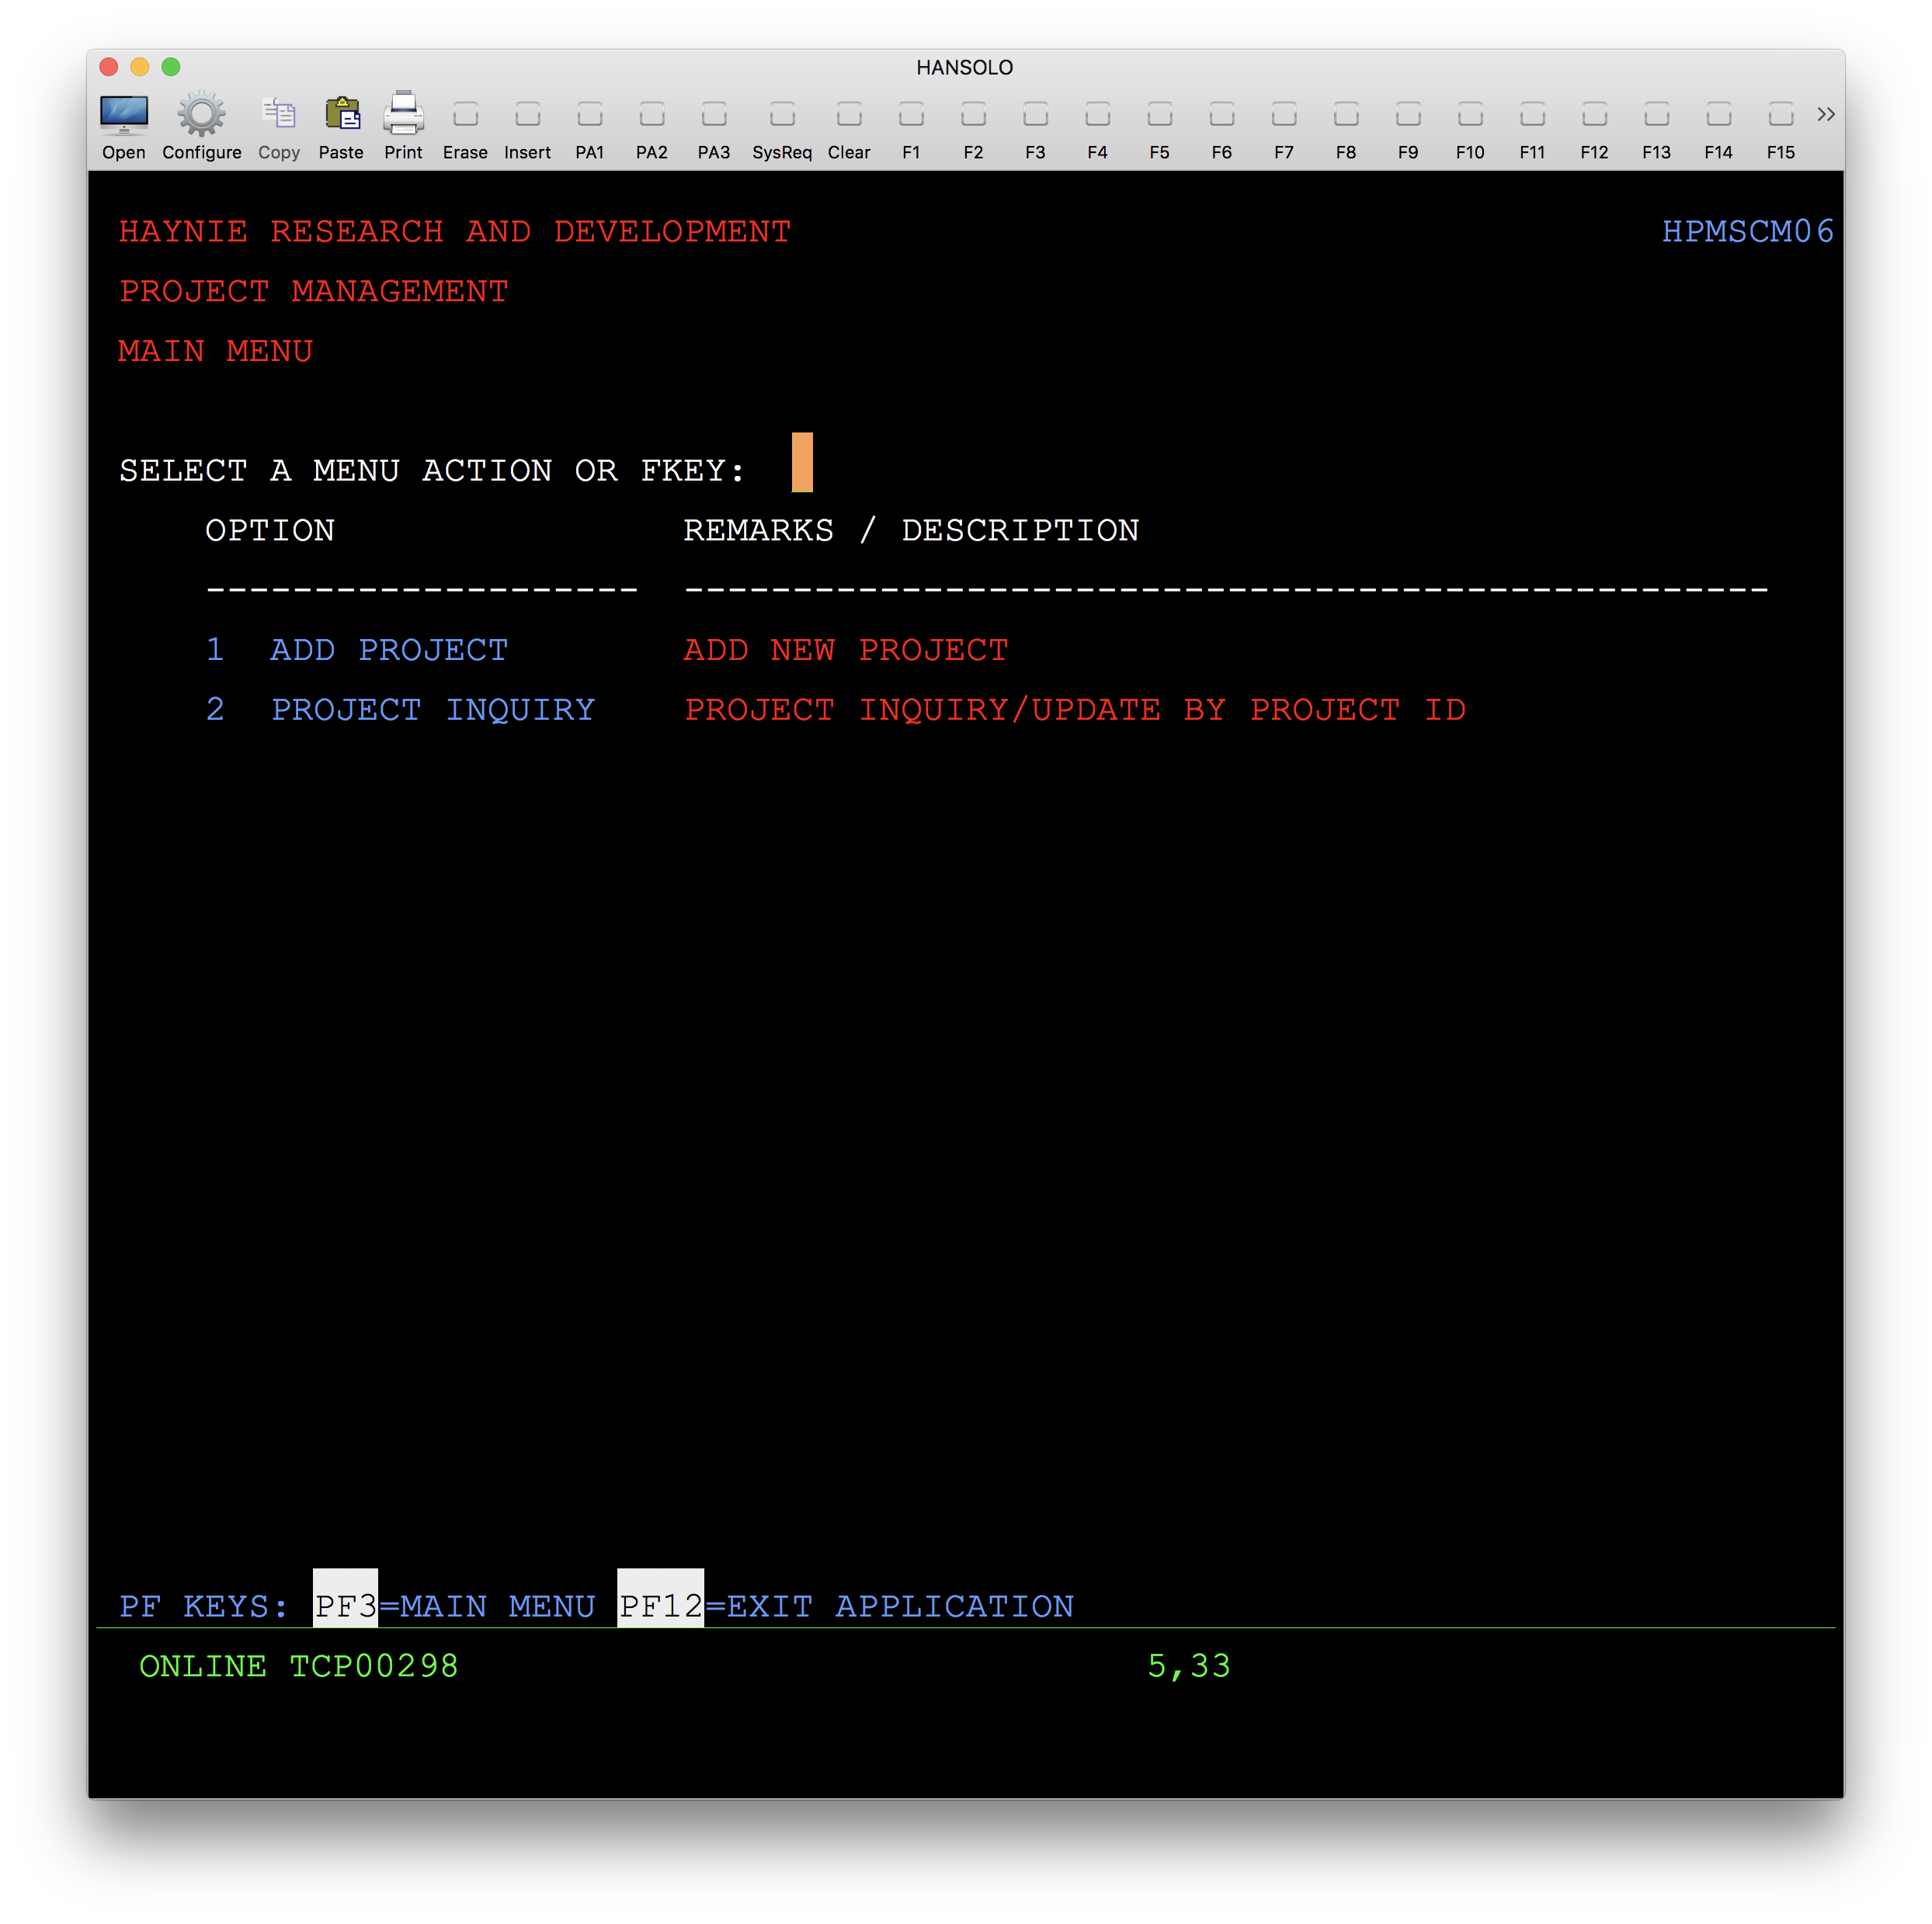 HANSOLO
Open Configure Copy Paste Print Erase Insert PA1 PA2 PA3 SysReq Clear F1 F2 F3 F4 F5 F6 F7 F8 F9 F10 F11 F12 F13 F14 F15
HAYNIE RESEARCH AND DEVELOPMENT HPMSCM06
PROJECT MANAGEMENT
MAIN MENU
SELECT A MENU ACTION OR FKEY:
OPTION REMARKS / DESCRIPTION
-------------------- --------------------------------------------------
1 ADD PROJECT ADD NEW PROJECT
2 PROJECT INQUIRY PROJECT INQUIRY/UPDATE BY PROJECT ID
PF KEYS: PF3=MAIN MENU PF12=EXIT APPLICATION
ONLINE TCP00298 5,33